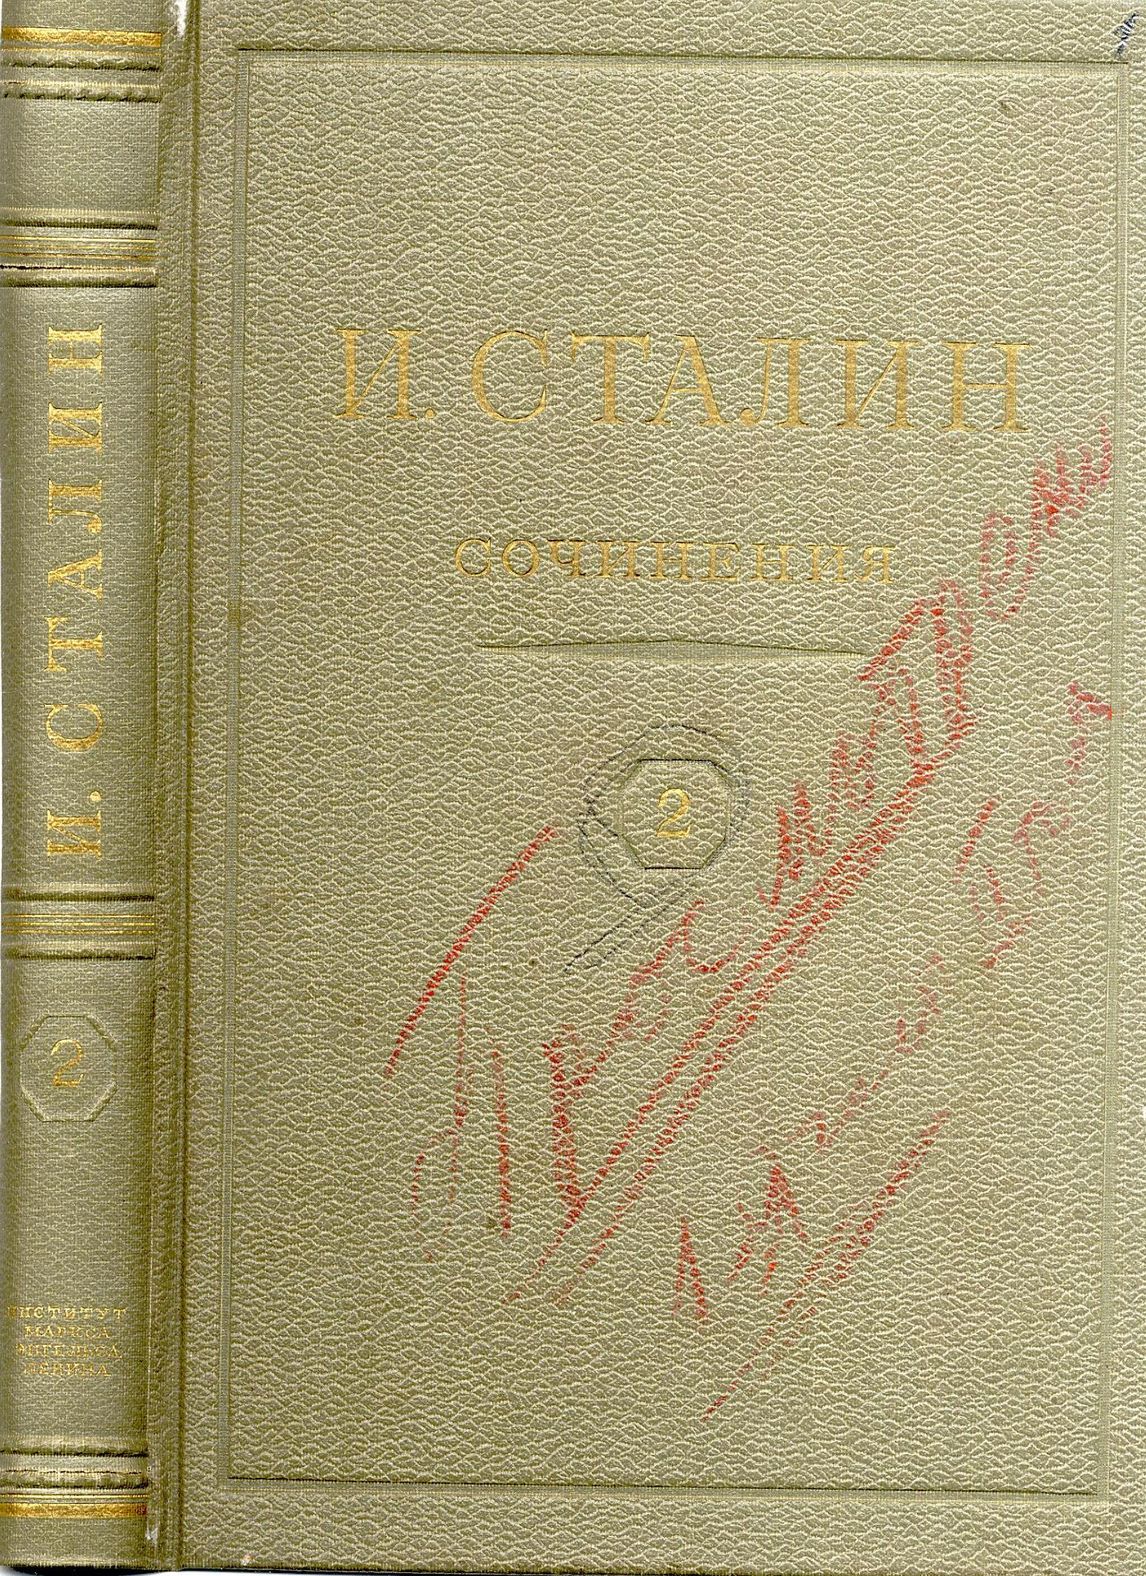 И. СТАЛИН
2
ИНСТИТУТ
МАРКСА
ЭНГЕЛЬСА
ЛЕНИНА
И. СТАЛИН
СОЧИНЕНИЯ
2